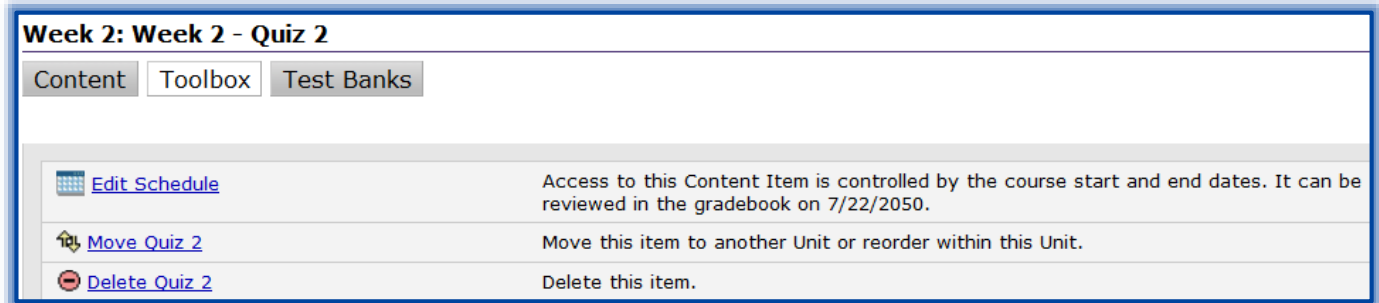 Week 2: Week 2 - Quiz 2
Content Toolbox Test Banks
Edit Schedule Access to this Content Item is controlled by the course start and end dates. It can be
reviewed in the gradebook on 7/22/2050.
Move Quiz 2 Move this item to another Unit or reorder within this Unit.
Delete Quiz 2 Delete this item.